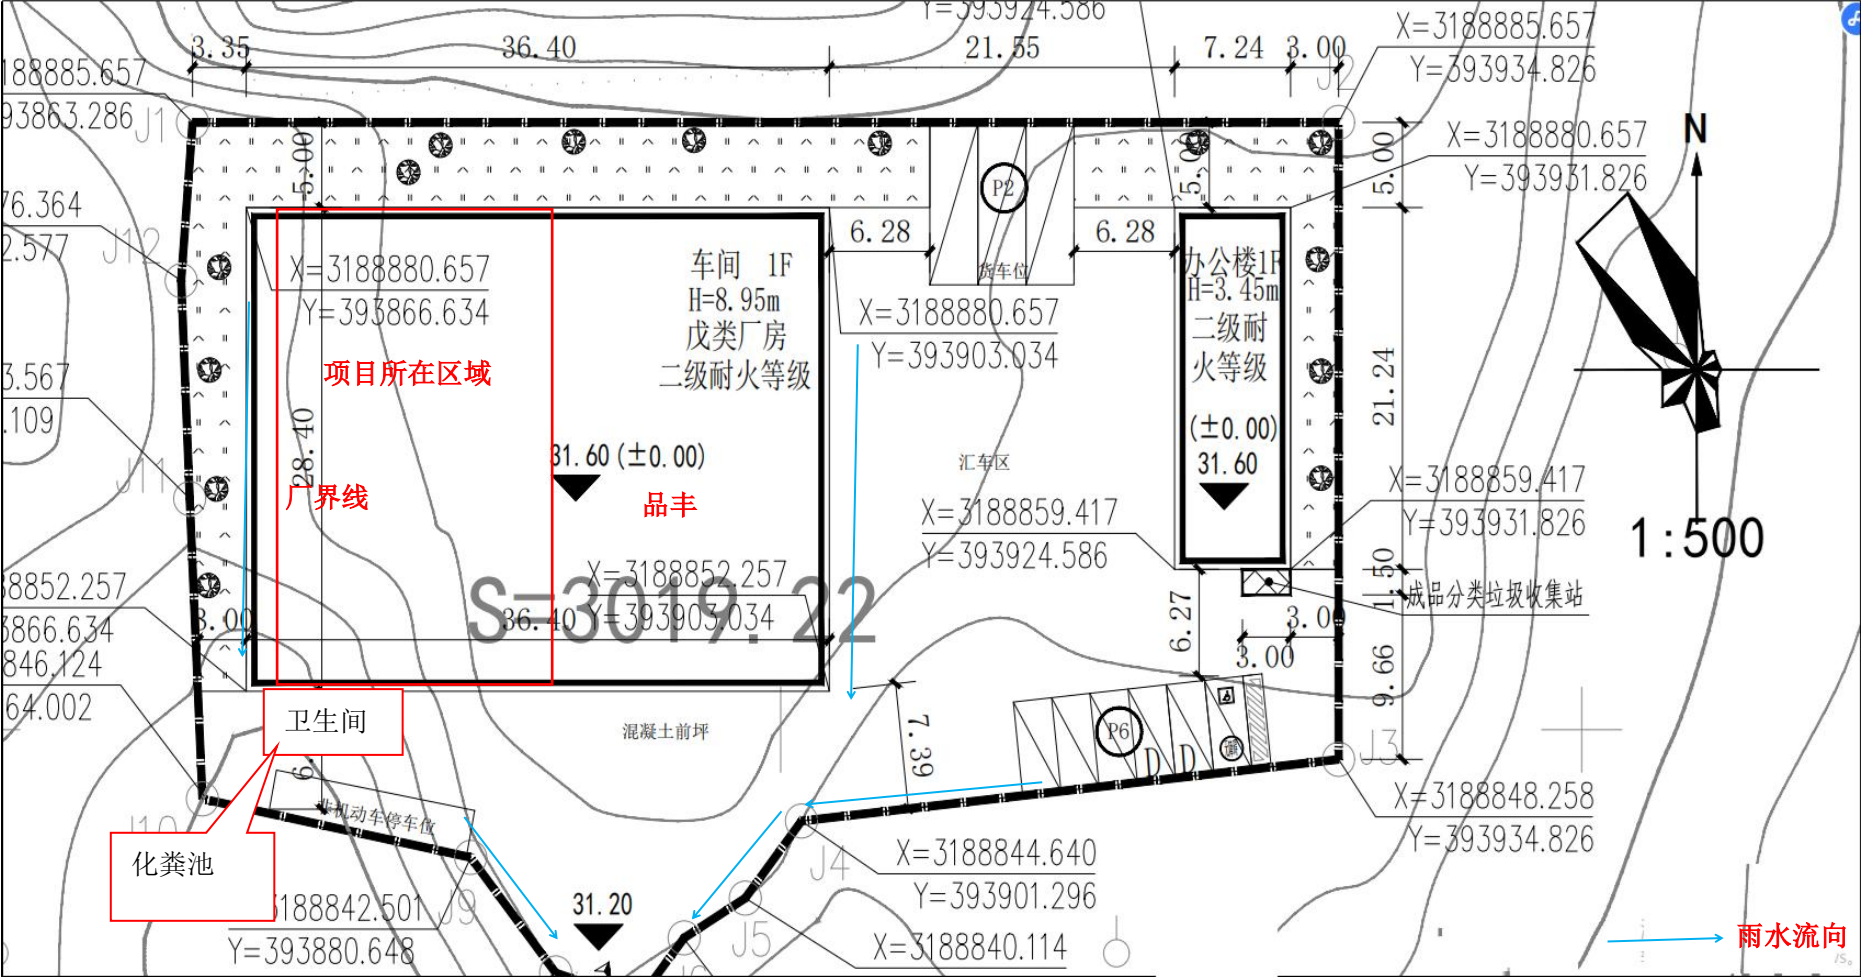 Y=393924.586
3.35
36.40
21.55
7.24
3.00
X=3188885.657
Y=393934.826
J2
188885.657
93863.286
J1
X=3188880.657
Y=393931.826
N
5.00
5.00
5.00
P2
76.364
2.577
J12
6.28
6.28
货车位
X=3188880.657
Y=393866.634
车间 1F
H=8.95m
戊类厂房
二级耐火等级
X=3188880.657
Y=393903.034
办公楼1F
H=3.45m
二级耐
火等级
(±0.00)
31.60
项目所在区域
3.567
.109
J11
28.40
厂界线
31.60(±0.00)
品丰
汇车区
21.24
X=3188859.417
Y=393924.586
X=3188859.417
Y=393931.826
1:500
88852.257
3866.634
X=3188852.257
Y=393903.034
S=3019.22
3.00
36.40
1.50
成品分类垃圾收集站
6.27
3.00
3.00
9.66
846.124
64.002
卫生间
混凝土前坪
7.39
P6
D
D
J3
6.
非机动车停车位
J10
化粪池
X=3188848.258
Y=393934.826
J4
X=3188844.640
Y=393901.296
3188842.501
Y=393880.648
J9
31.20
J5
X=3188840.114
雨水流向